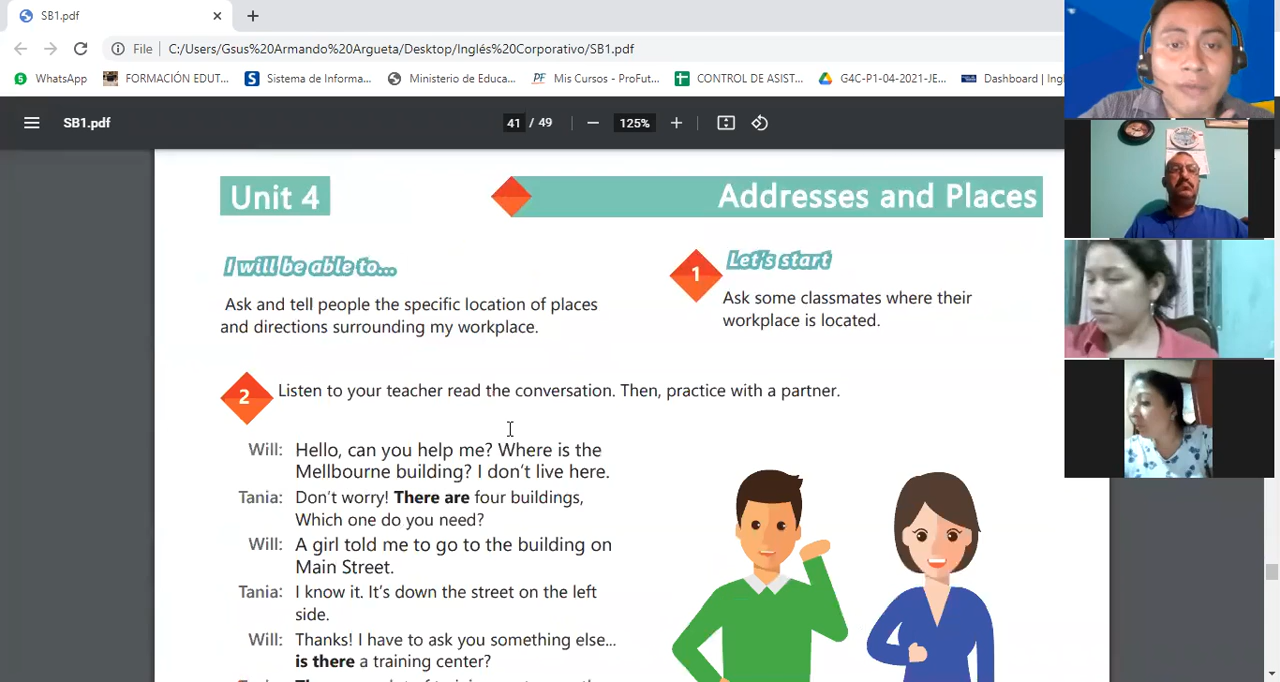 SB1.pdf
File
C:/Users/Gsus%20Armando%20Argueta/Desktop/Inglés%20Corporativo/SB1.pdf
WhatsApp
FORMACIÓN EDUT...
Sistema de Informa...
Ministerio de Educa...
Mis Cursos - ProFut...
CONTROL DE ASIST...
G4C-P1-04-2021-JE...
Dashboard | Ing
SB1.pdf
41 / 49
125%
Unit 4
Addresses and Places
I will be able to...
Ask and tell people the specific location of places
and directions surrounding my workplace.
1
Let's start
Ask some classmates where their
workplace is located.
2
Listen to your teacher read the conversation. Then, practice with a partner.
Will: Hello, can you help me? Where is the
Mellbourne building? I don't live here.
Tania: Don't worry! There are four buildings,
Which one do you need?
Will: A girl told me to go to the building on
Main Street.
Tania: I know it. It's down the street on the left
side.
Will: Thanks! I have to ask you something else...
is there a training center?